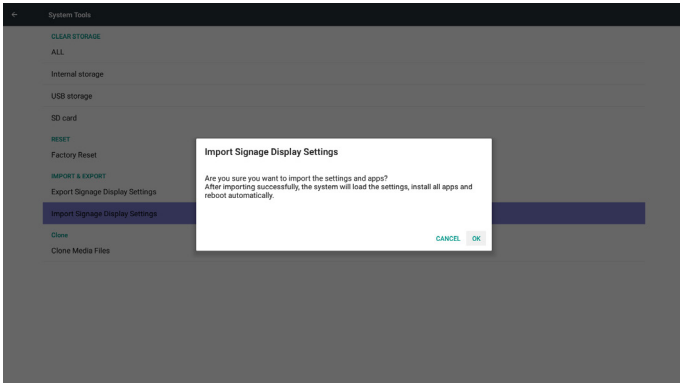 System Tools
CLEAR STORAGE
ALL
Internal storage
USB storage
SD card
RESET
Factory Reset
IMPORT & EXPORT
Export Signage Display Settings
Import Signage Display Settings
Clone
Clone Media Files
Import Signage Display Settings
Are you sure you want to import the settings and apps?
After importing successfully, the system will load the settings, install all apps and
reboot automatically.
CANCEL OK